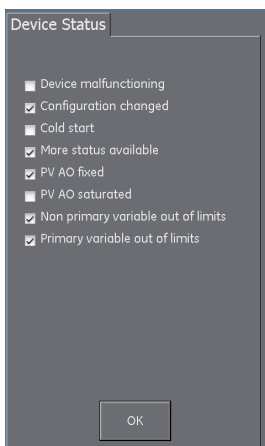 Device Status
Device malfunctioning
Configuration changed
Cold start
More status available
PV AO fixed
PV AO saturated
Non primary variable out of limits
Primary variable out of limits
OK